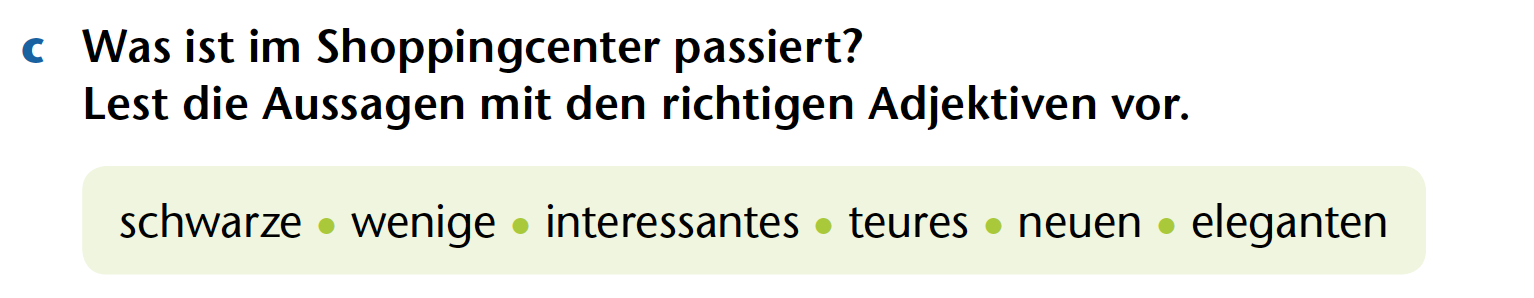 c Was ist im Shoppingcenter passiert?
Lest die Aussagen mit den richtigen Adjektiven vor.
schwarze • wenige • interessantes • teures • neuen • eleganten